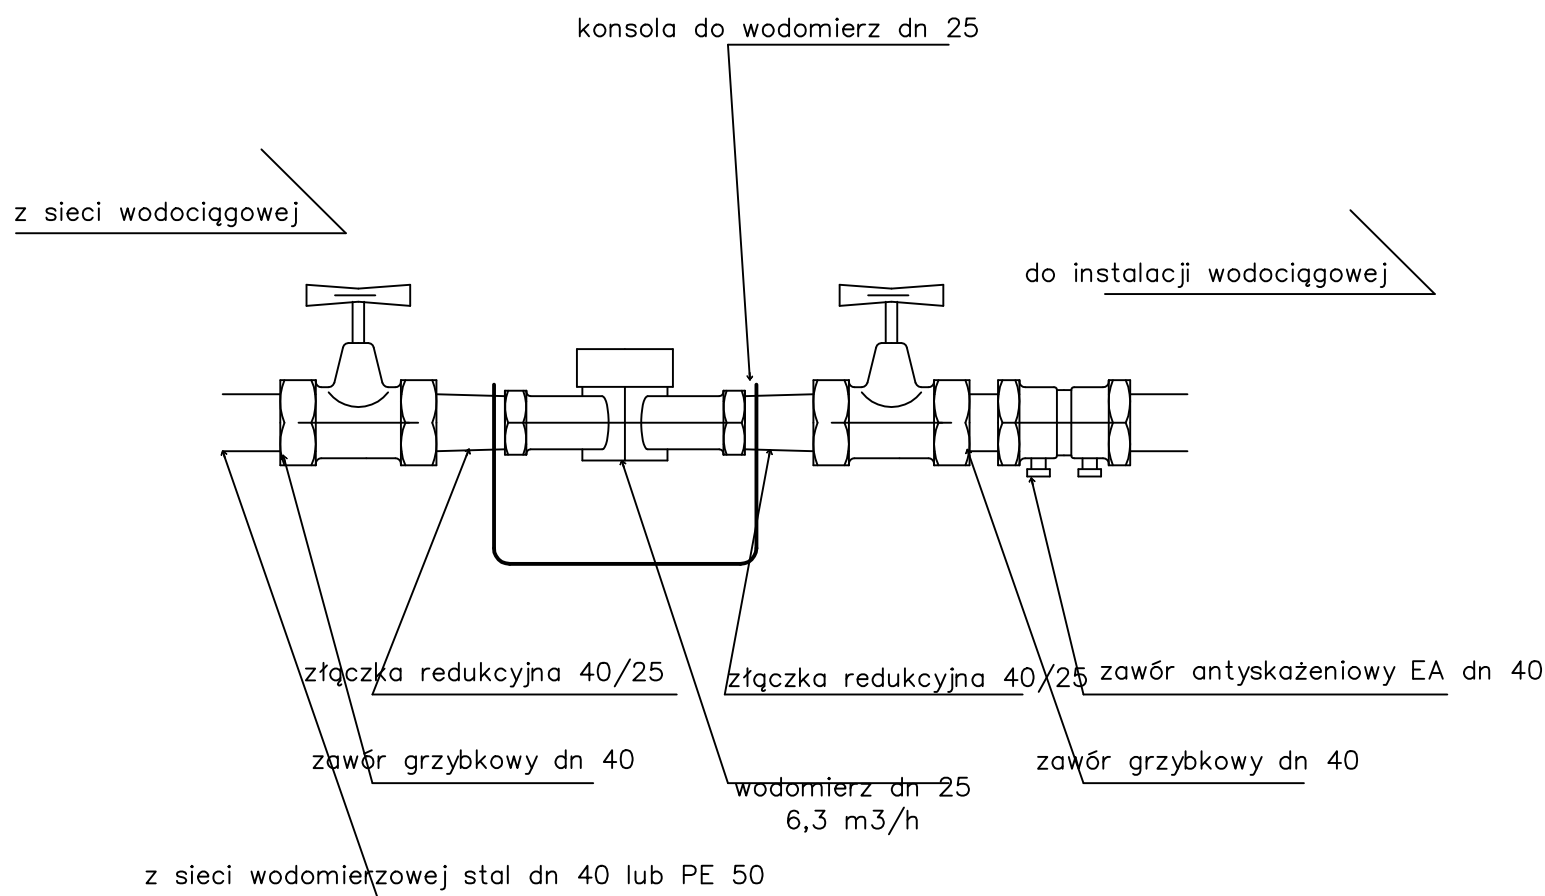 konsola do wodomierz dn 25
z sieci wodociągowej
do instalacji wodociągowej
złączka redukcyjna 40/25
złączka redukcyjna 40/25
zawór antyskażeniowy EA dn 40
zawór grzybkowy dn 40
zawór grzybkowy dn 40
wodomierz dn 25
6,3 m3/h
z sieci wodomierzowej stal dn 40 lub PE 50